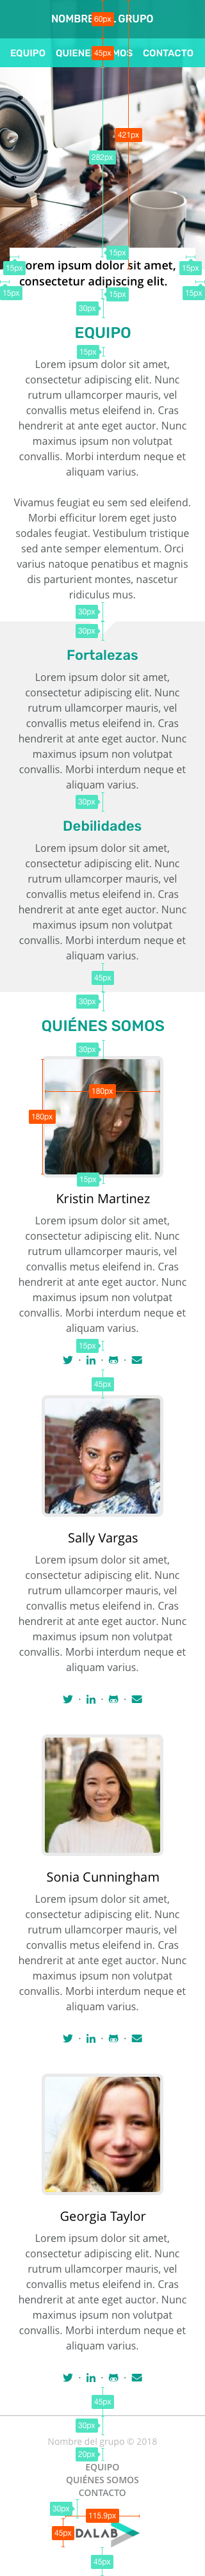 NOMBRE DEL GRUPO
60px
EQUIPO QUIENES SOMOS CONTACTO
45px
421px
282px
15px
Lorem ipsum dolor sit amet,
15px 15px
consectetur adipiscing elit.
15px 15px 15px
30px
EQUIPO
15px
Lorem ipsum dolor sit amet,
consectetur adipiscing elit. Nunc
rutrum ullamcorper mauris, vel
convallis metus eleifend in. Cras
hendrerit at ante eget auctor. Nunc
maximus ipsum non volutpat
convallis. Morbi interdum neque et
aliquam varius.
Vivamus feugiat eu sem sed eleifend.
Morbi efficitur lorem eget justo
sodales feugiat. Vestibulum tristique
sed ante semper elementum. Orci
varius natoque penatibus et magnis
dis parturient montes, nascetur
ridiculus mus.
30px
30px
Fortalezas
Lorem ipsum dolor sit amet,
consectetur adipiscing elit. Nunc
rutrum ullamcorper mauris, vel
convallis metus eleifend in. Cras
hendrerit at ante eget auctor. Nunc
maximus ipsum non volutpat
convallis. Morbi interdum neque et
aliquam varius.
30px
Debilidades
Lorem ipsum dolor sit amet,
consectetur adipiscing elit. Nunc
rutrum ullamcorper mauris, vel
convallis metus eleifend in. Cras
hendrerit at ante eget auctor. Nunc
maximus ipsum non volutpat
convallis. Morbi interdum neque et
aliquam varius.
45px
30px
QUIÉNES SOMOS
30px
180px
180px
15px
Kristin Martinez
Lorem ipsum dolor sit amet,
consectetur adipiscing elit. Nunc
rutrum ullamcorper mauris, vel
convallis metus eleifend in. Cras
hendrerit at ante eget auctor. Nunc
maximus ipsum non volutpat
convallis. Morbi interdum neque et
aliquam varius.
15px
45px
Sally Vargas
Lorem ipsum dolor sit amet,
consectetur adipiscing elit. Nunc
rutrum ullamcorper mauris, vel
convallis metus eleifend in. Cras
hendrerit at ante eget auctor. Nunc
maximus ipsum non volutpat
convallis. Morbi interdum neque et
aliquam varius.
Sonia Cunningham
Lorem ipsum dolor sit amet,
consectetur adipiscing elit. Nunc
rutrum ullamcorper mauris, vel
convallis metus eleifend in. Cras
hendrerit at ante eget auctor. Nunc
maximus ipsum non volutpat
convallis. Morbi interdum neque et
aliquam varius.
Georgia Taylor
Lorem ipsum dolor sit amet,
consectetur adipiscing elit. Nunc
rutrum ullamcorper mauris, vel
convallis metus eleifend in. Cras
hendrerit at ante eget auctor. Nunc
maximus ipsum non volutpat
convallis. Morbi interdum neque et
aliquam varius.
45px
30px
Nombre del grupo © 2018
20px
EQUIPO
QUIÉNES SOMOS
CONTACTO
30px
115.9px
45px DALAB
45px